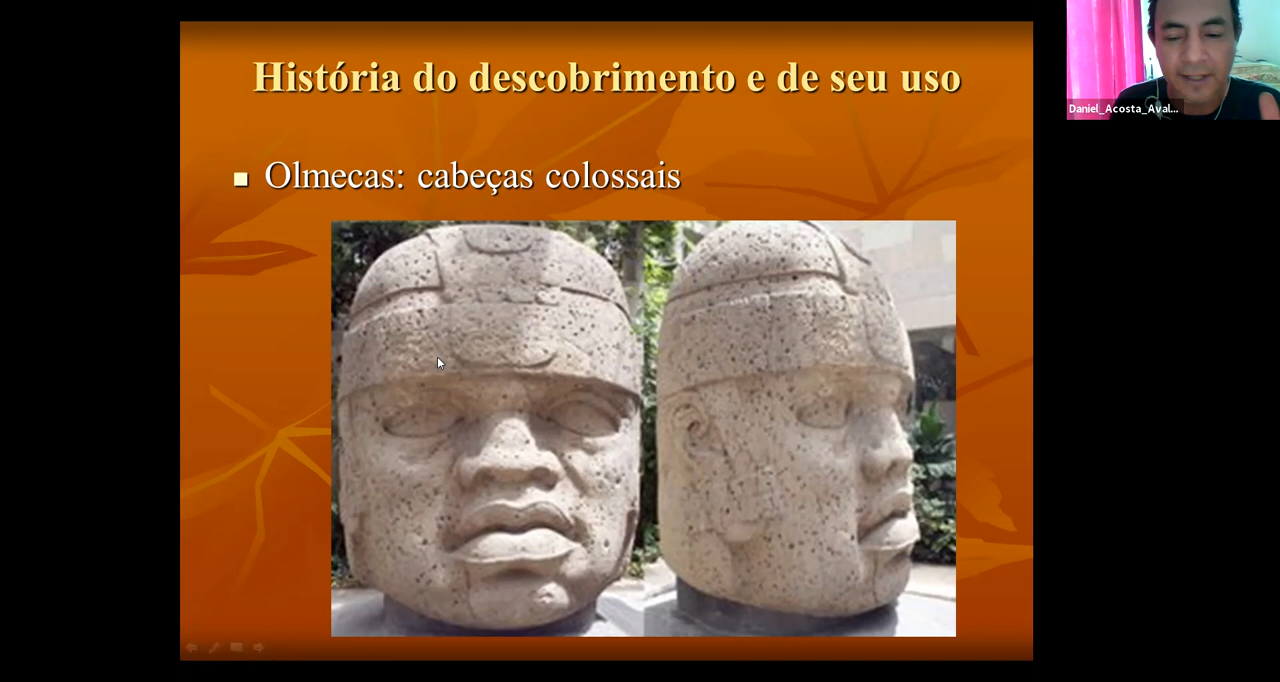 História do descobrimento e de seu uso
Olmecas: cabeças colossais
Daniel_Acosta_Aval...